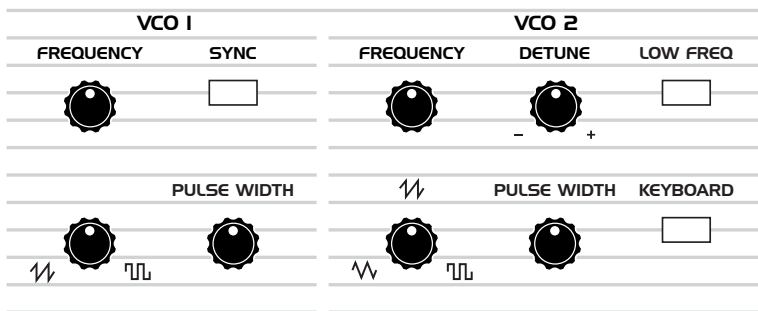 VCO 1
VCO 2
FREQUENCY
SYNC
FREQUENCY
DETUNE
LOW FREQ
– +
PULSE WIDTH
PULSE WIDTH
KEYBOARD